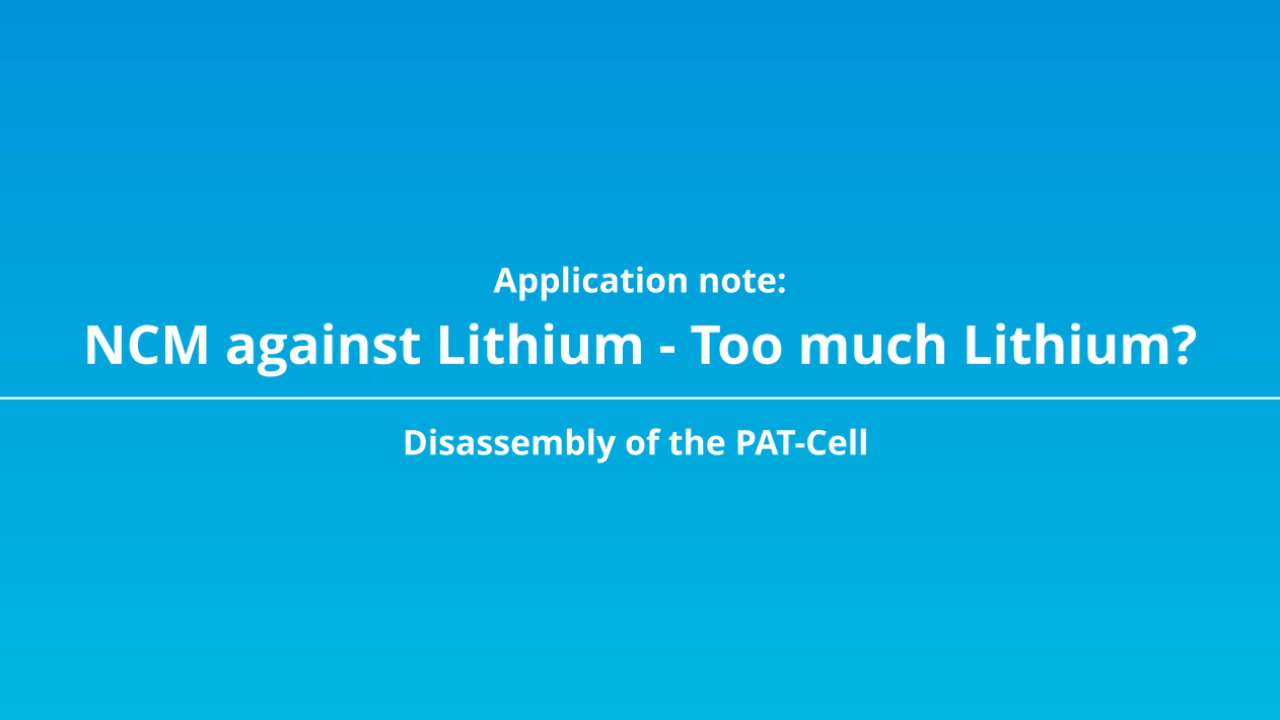 Application note:
NCM against Lithium - Too much Lithium?
Disassembly of the PAT-Cell